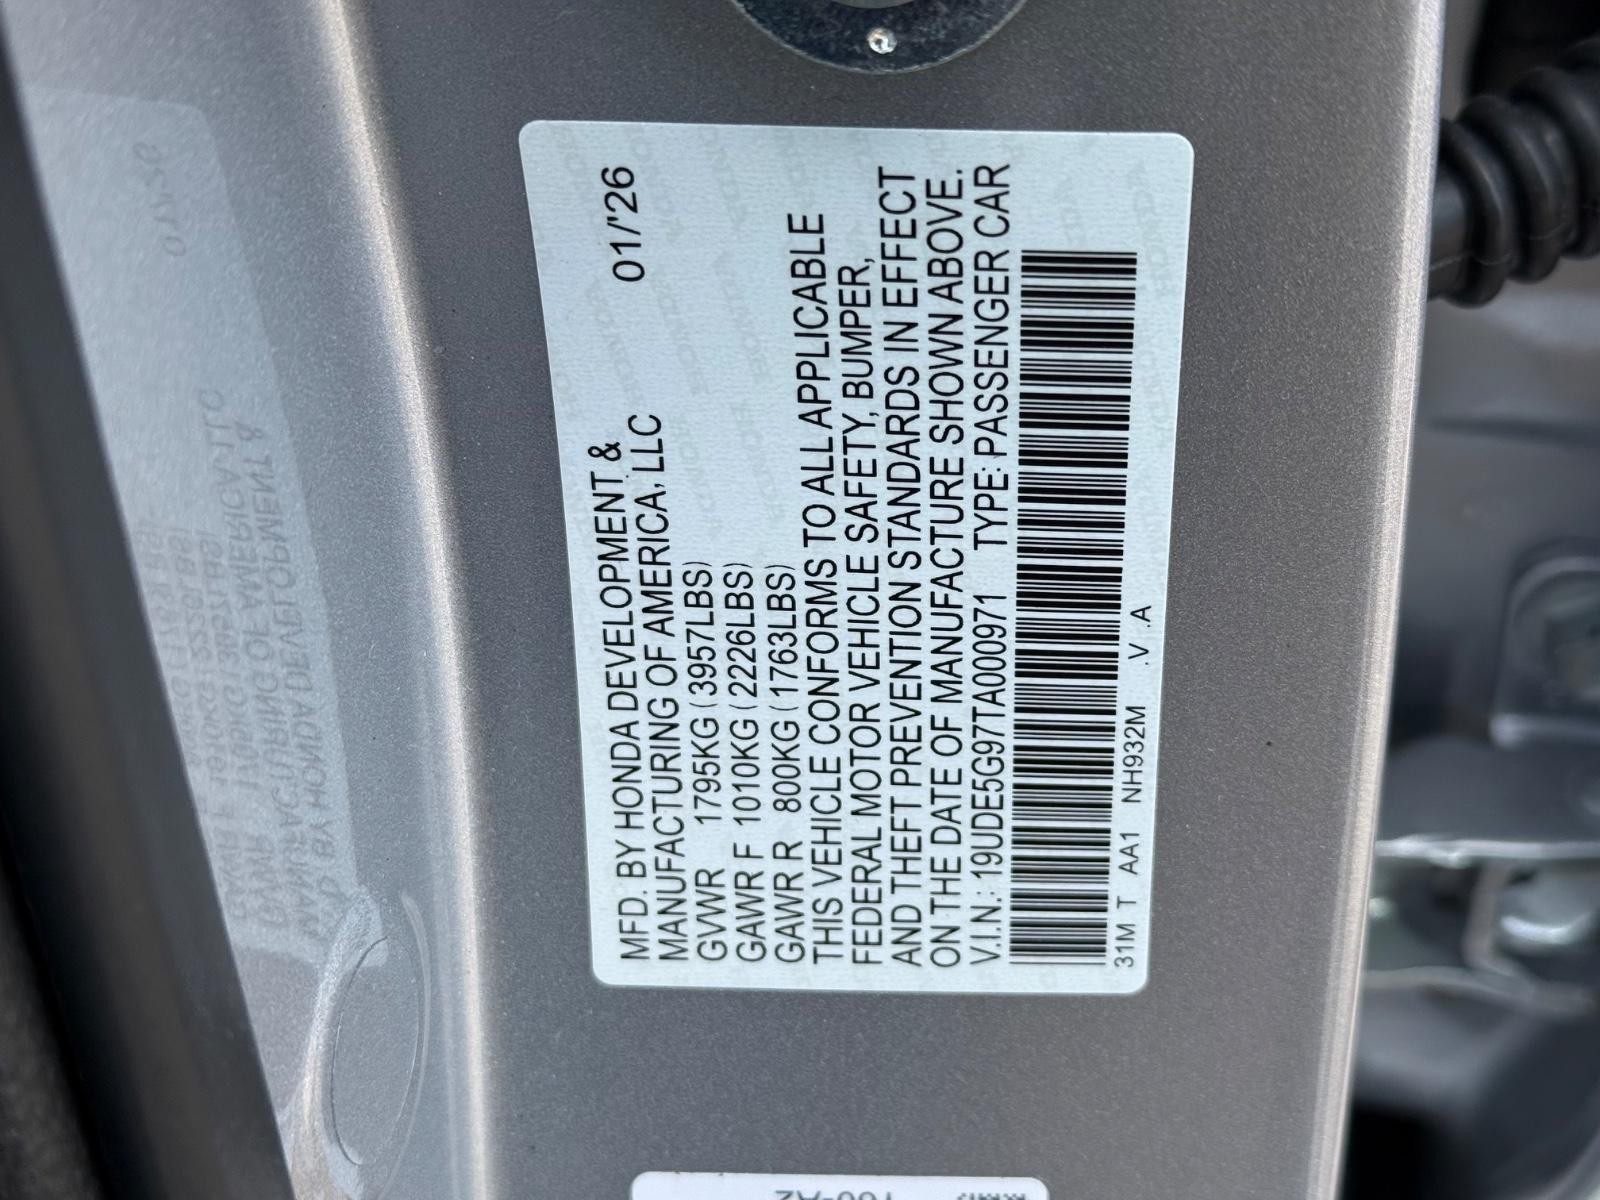 MFD. BY HONDA DEVELOPMENT & 01/'26
MANUFACTURING OF AMERICA, LLC
GVWR 1795KG (3957LBS)
GAWR F 1010KG (2226LBS)
GAWR R 800KG (1763LBS)
THIS VEHICLE CONFORMS TO ALL APPLICABLE
FEDERAL MOTOR VEHICLE SAFETY, BUMPER,
AND THEFT PREVENTION STANDARDS IN EFFECT
ON THE DATE OF MANUFACTURE SHOWN ABOVE.
V.I.N.: 19UDE5G97TA000971 TYPE: PASSENGER CAR
31M T AA1 NH932M .V .A